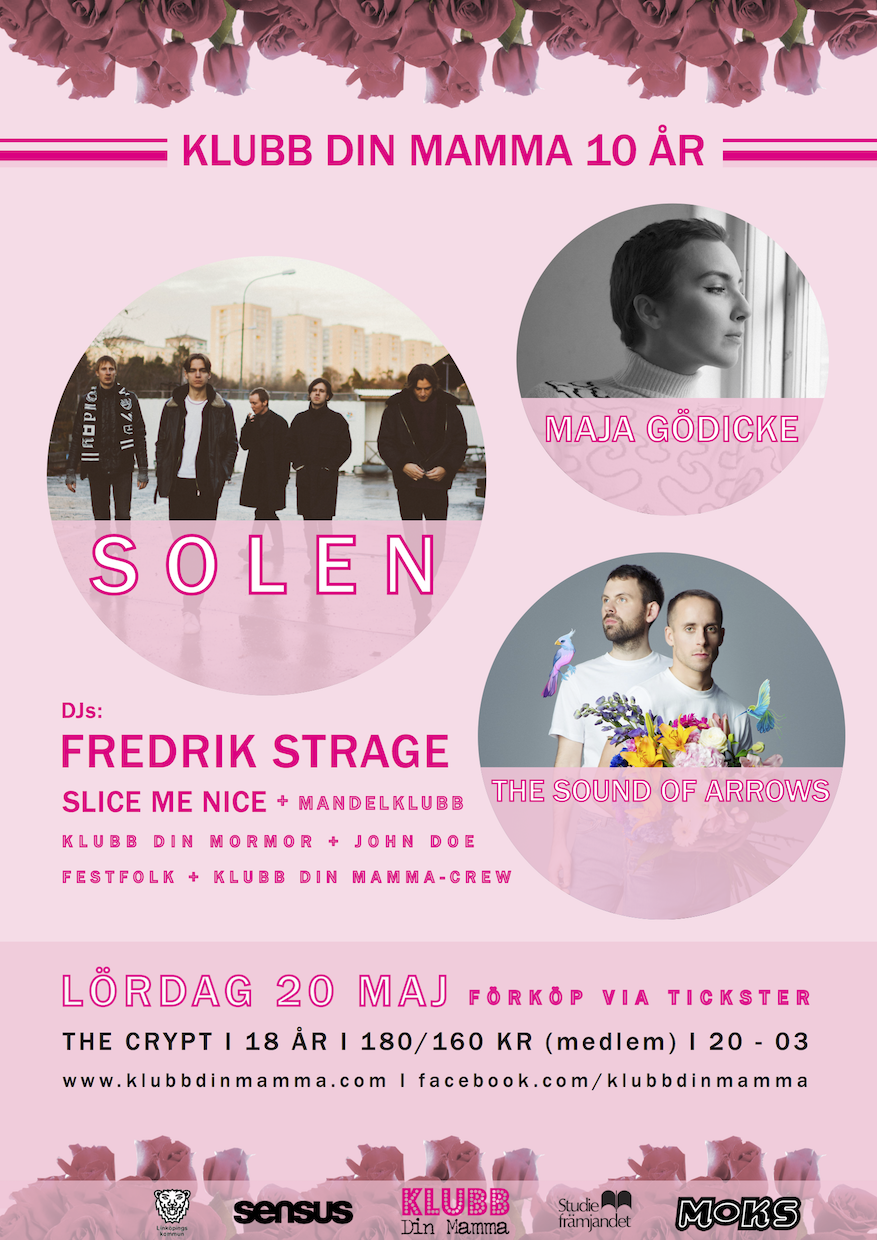 KLUBB DIN MAMMA 10 ÅR
MAJA GÖDICKE
SOLEN
THE SOUND OF ARROWS
DJs:
FREDRIK STRAGE
SLICE ME NICE + MANDELKLUBB
KLUBB DIN MORMOR + JOHN DOE
FESTFOLK + KLUBB DIN MAMMA-CREW
LÖRDAG 20 MAJ FÖRKÖP VIA TICKSTER
THE CRYPT I 18 ÅR I 180/160 KR (medlem) I 20 - 03
www.klubbdinmamma.com I facebook.com/klubbdinmamma
Linköpings
kommun
sensus
KLUBB
Din Mamma
Studie
främjandet
MOKS